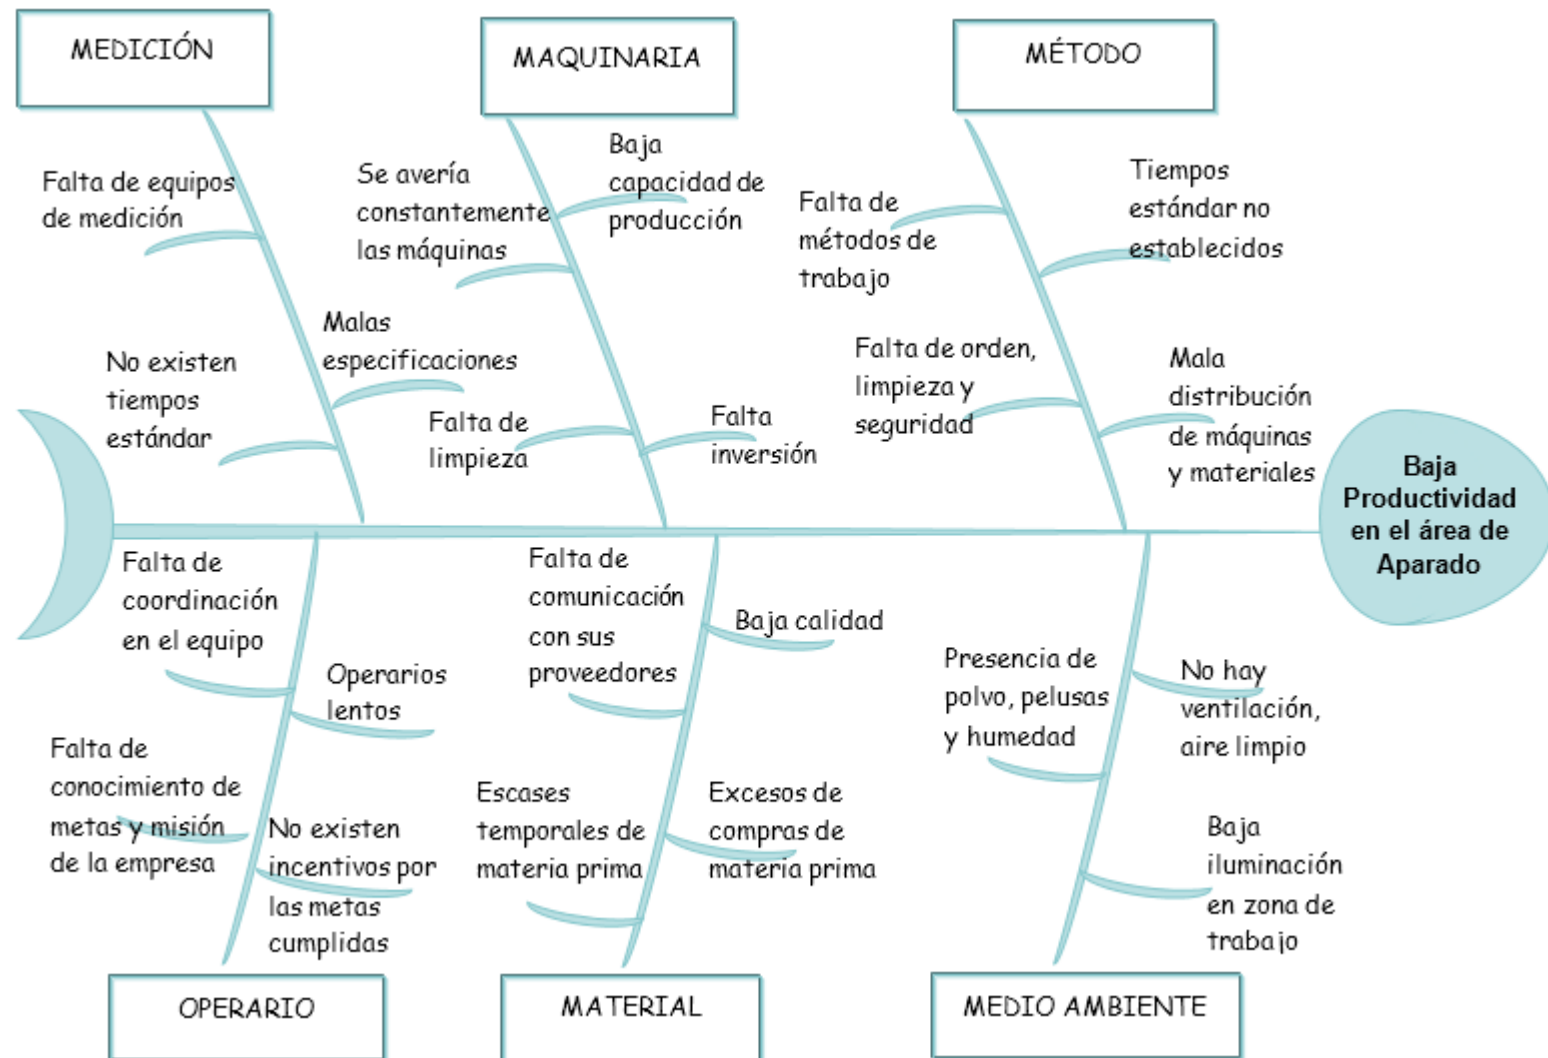 MEDICIÓN
MAQUINARIA
MÉTODO
Falta de equipos
de medición
No existen
tiempos
estándar
Malas
especificaciones
Se avería
constantemente
las máquinas
Baja
capacidad de
producción
Falta de
limpieza
Falta
inversión
Falta de
métodos de
trabajo
Tiempos
estándar no
establecidos
Falta de orden,
limpieza y
seguridad
Mala
distribución
de máquinas
y materiales
Baja
Productividad
en el área de
Aparado
Falta de
coordinación
en el equipo
Operarios
lentos
Falta de
conocimiento de
metas y misión
de la empresa
No existen
incentivos por
las metas
cumplidas
Falta de
comunicación
con sus
proveedores
Baja calidad
Escases
temporales de
materia prima
Excesos de
compras de
materia prima
Presencia de
polvo, pelusas
y humedad
No hay
ventilación,
aire limpio
Baja
iluminación
en zona de
trabajo
OPERARIO
MATERIAL
MEDIO AMBIENTE